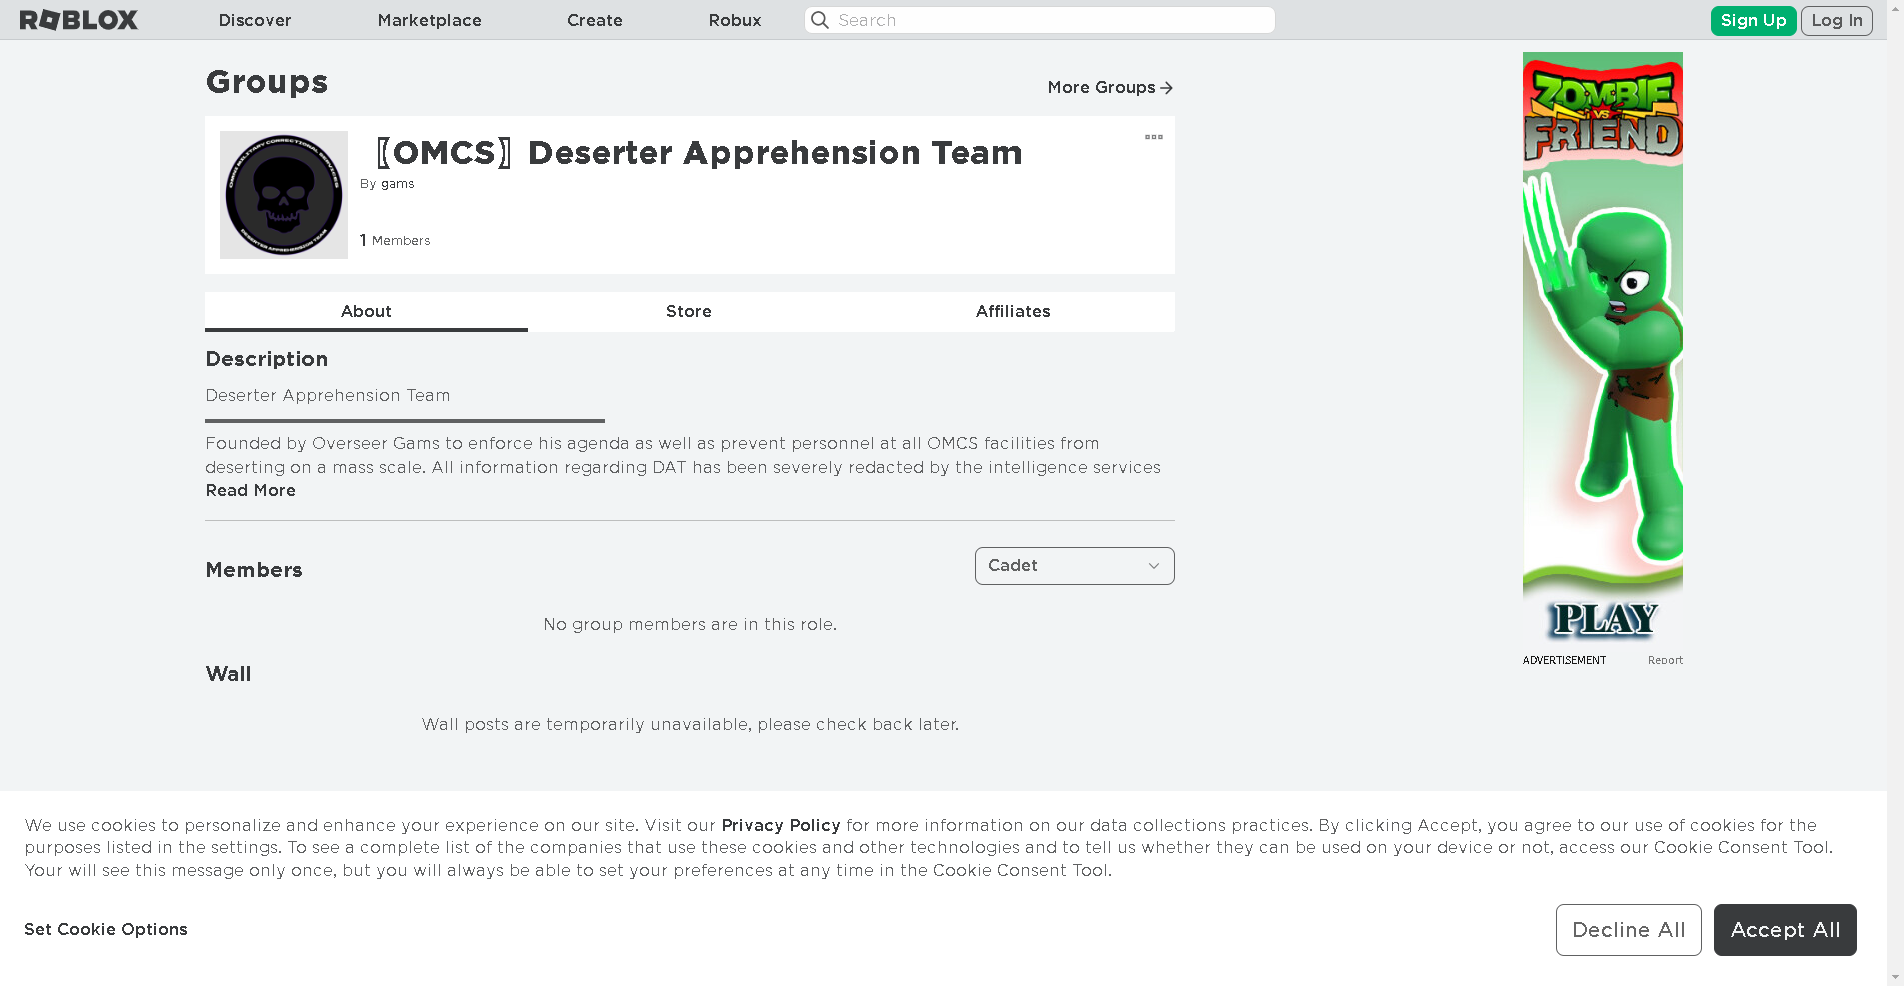 ROBLOX
Discover
Marketplace
Create
Robux
Search
Sign Up
Log In
Groups
More Groups
OMNI MILITARY CORRECTIONAL SERVICES
DESERTER APPREHENSION TEAM
〖OMCS〗Deserter Apprehension Team
By gams
1 Members
About
Store
Affiliates
Description
Deserter Apprehension Team
Founded by Overseer Gams to enforce his agenda as well as prevent personnel at all OMCS facilities from
deserting on a mass scale. All information regarding DAT has been severely redacted by the intelligence services
Read More
Members
Cadet
No group members are in this role.
Wall
Wall posts are temporarily unavailable, please check back later.
ZOMBIE
VS
FRIEND
PLAY
ADVERTISEMENT
Report
We use cookies to personalize and enhance your experience on our site. Visit our Privacy Policy for more information on our data collections practices. By clicking Accept, you agree to our use of cookies for the
purposes listed in the settings. To see a complete list of the companies that use these cookies and other technologies and to tell us whether they can be used on your device or not, access our Cookie Consent Tool.
Your will see this message only once, but you will always be able to set your preferences at any time in the Cookie Consent Tool.
Set Cookie Options
Decline All
Accept All